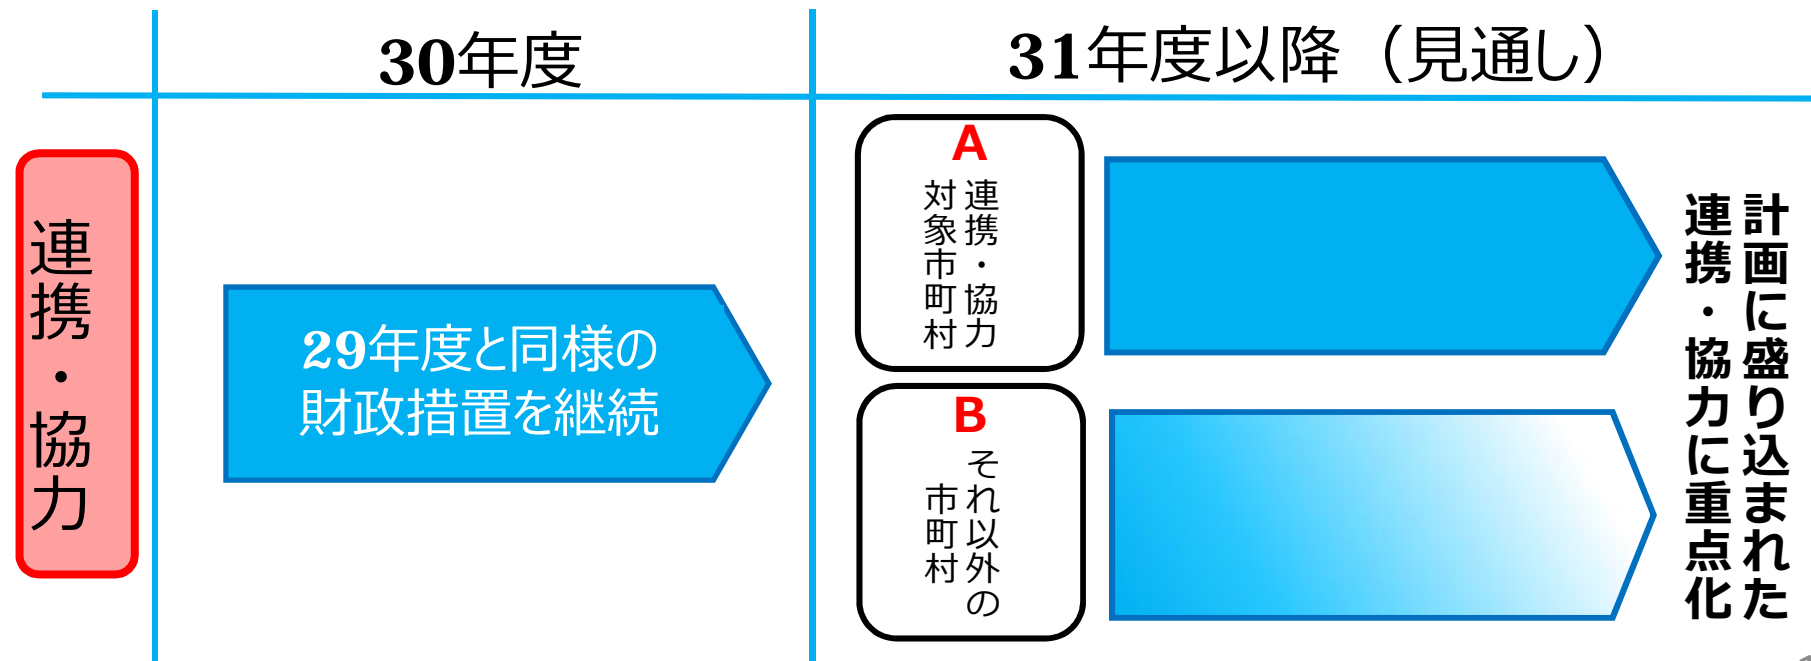 30年度
31年度以降（見通し）
連携・協力
29年度と同様の
財政措置を継続
A
連携・協力
対象市町村
B
それ以外の
市町村
計画に盛り込まれた
連携・協力に重点化